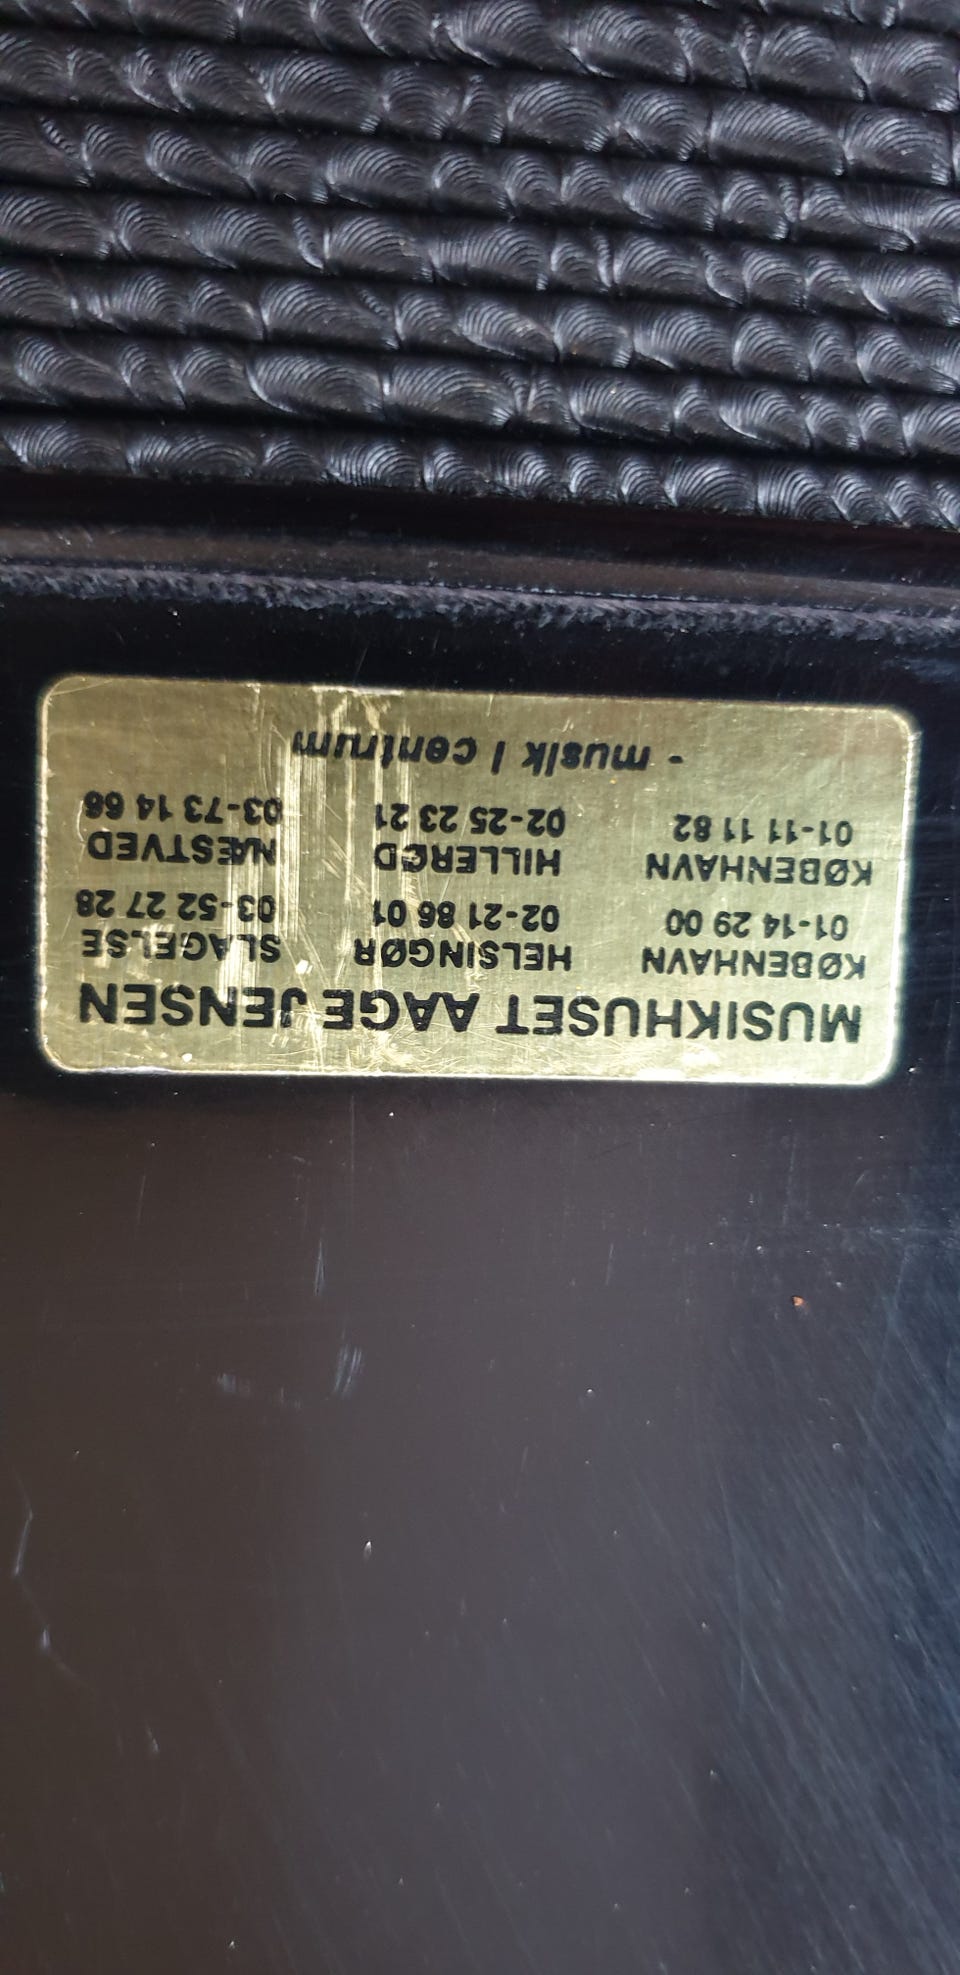 MUSIKHUSET AAGE JENSEN
KØBENHAVN HELSINGØR SLAGELSE
01-14 29 00 02-21 86 01 03-52 27 28
KØBENHAVN HILLERØD NÆSTVED
01-11 11 82 02-25 23 21 03-73 14 66
- musik i centrum